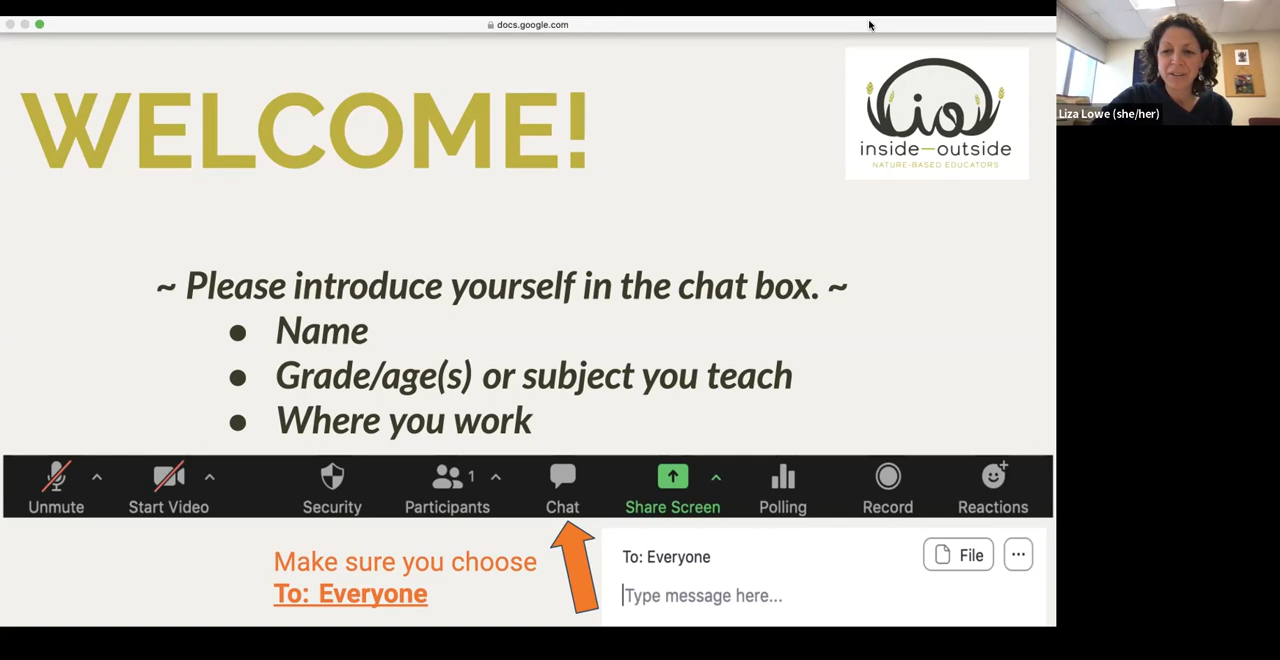 docs.google.com
WELCOME!
io
inside—outside
NATURE-BASED EDUCATORS
Liza Lowe (she/her)
~ Please introduce yourself in the chat box. ~
● Name
● Grade/age(s) or subject you teach
● Where you work
1
Unmute Start Video Security Participants Chat Share Screen Polling Record Reactions
Make sure you choose
To: Everyone
To: Everyone File ...
Type message here...